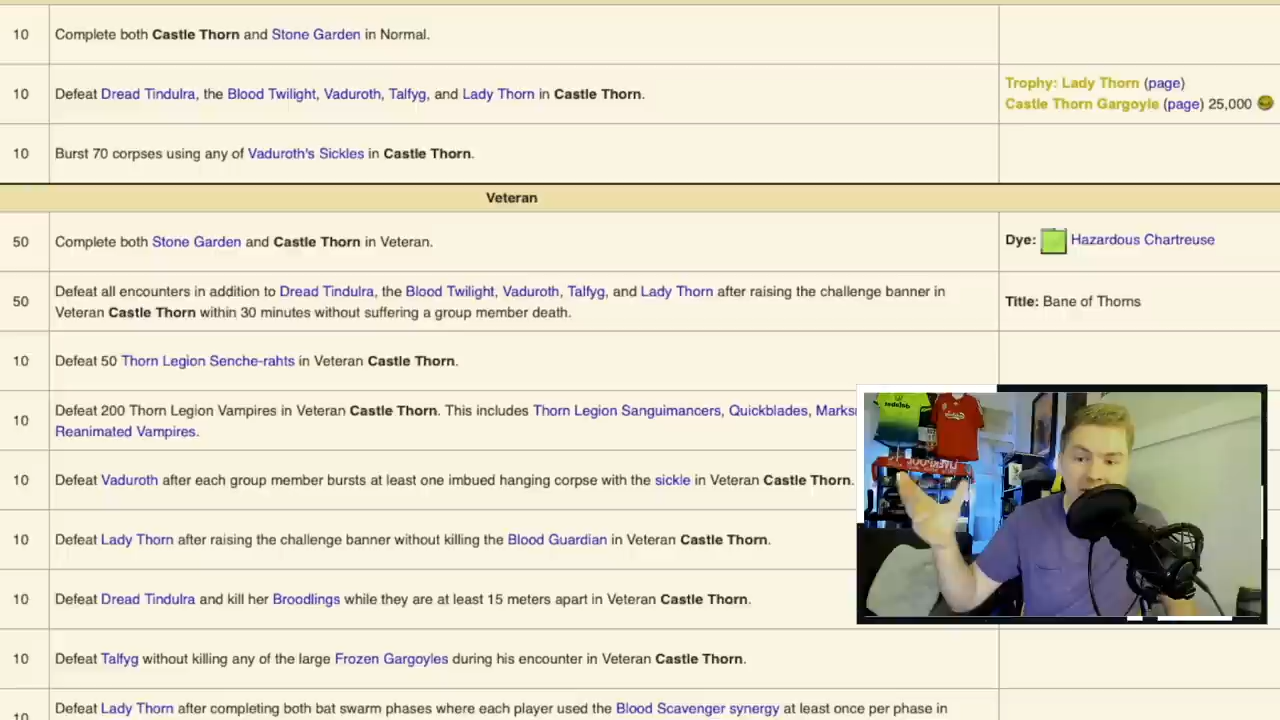 10 Complete both Castle Thorn and Stone Garden in Normal.
10 Defeat Dread Tindulra, the Blood Twilight, Vaduroth, Talfyg, and Lady Thorn in Castle Thorn.
Trophy: Lady Thorn (page)
Castle Thorn Gargoyle (page) 25,000
10 Burst 70 corpses using any of Vaduroth's Sickles in Castle Thorn.
Veteran
50 Complete both Stone Garden and Castle Thorn in Veteran.
Dye: Hazardous Chartreuse
50 Defeat all encounters in addition to Dread Tindulra, the Blood Twilight, Vaduroth, Talfyg, and Lady Thorn after raising the challenge banner in
Veteran Castle Thorn within 30 minutes without suffering a group member death.
Title: Bane of Thorns
10 Defeat 50 Thorn Legion Senche-rahts in Veteran Castle Thorn.
10 Defeat 200 Thorn Legion Vampires in Veteran Castle Thorn. This includes Thorn Legion Sanguimancers, Quickblades,
Reanimated Vampires.
10 Defeat Vaduroth after each group member bursts at least one imbued hanging corpse with the sickle in Veteran Castle Thorn.
10 Defeat Lady Thorn after raising the challenge banner without killing the Blood Guardian in Veteran Castle Thorn.
10 Defeat Dread Tindulra and kill her Broodlings while they are at least 15 meters apart in Veteran Castle Thorn.
10 Defeat Talfyg without killing any of the large Frozen Gargoyles during his encounter in Veteran Castle Thorn.
10 Defeat Lady Thorn after completing both bat swarm phases where each player used the Blood Scavenger synergy at least once per phase in